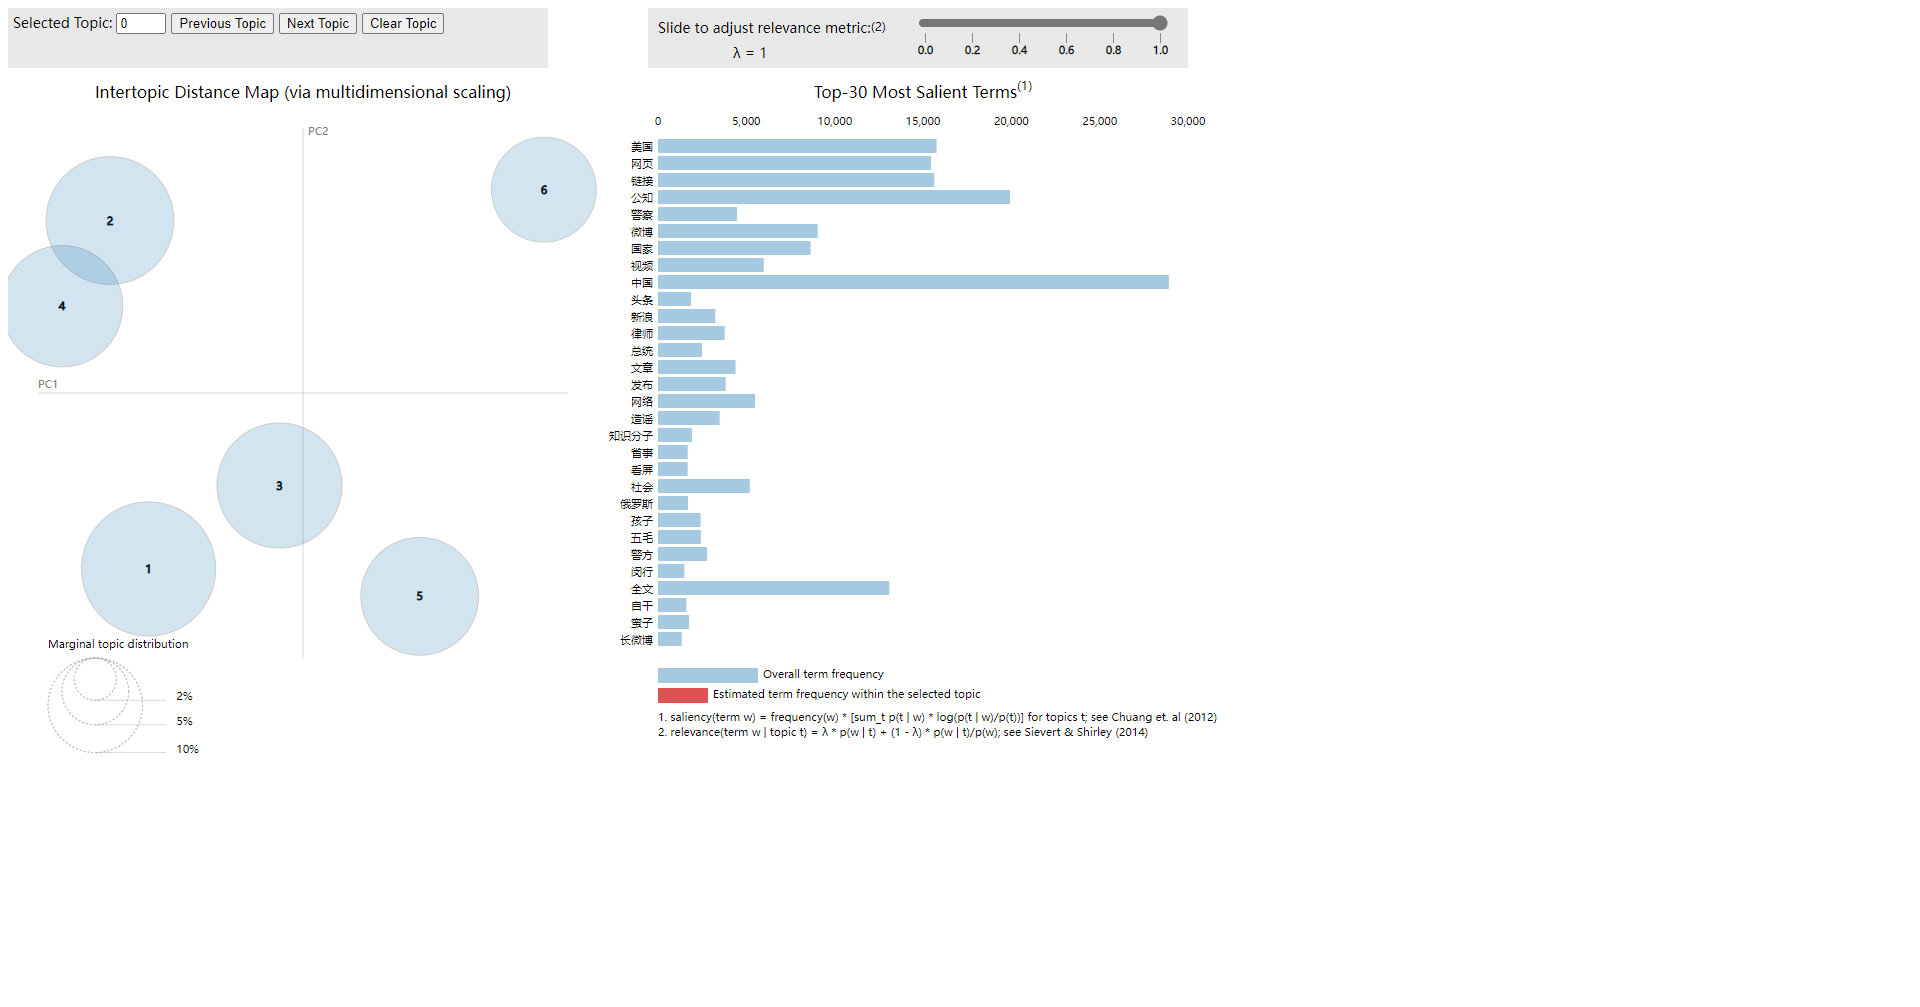 Selected Topic: 0 Previous Topic Next Topic Clear Topic
Slide to adjust relevance metric:(2)
λ = 1
0.0 0.2 0.4 0.6 0.8 1.0
Intertopic Distance Map (via multidimensional scaling)
PC2
PC1
2
6
4
3
1
5
Marginal topic distribution
2%
5%
10%
Top-30 Most Salient Terms(1)
0 5,000 10,000 15,000 20,000 25,000 30,000
美国
网页
链接
公知
警察
微博
国家
视频
中国
头条
新浪
律师
总统
文章
发布
网络
造谣
知识分子
省事
看屏
社会
俄罗斯
孩子
五毛
警方
闵行
全文
自干
蛮子
长微博
Overall term frequency
Estimated term frequency within the selected topic
1. saliency(term w) = frequency(w) * [sum_t p(t | w) * log(p(t | w)/p(t))] for topics t; see Chuang et. al (2012)
2. relevance(term w | topic t) = λ * p(w | t) + (1 - λ) * p(w | t)/p(w); see Sievert & Shirley (2014)